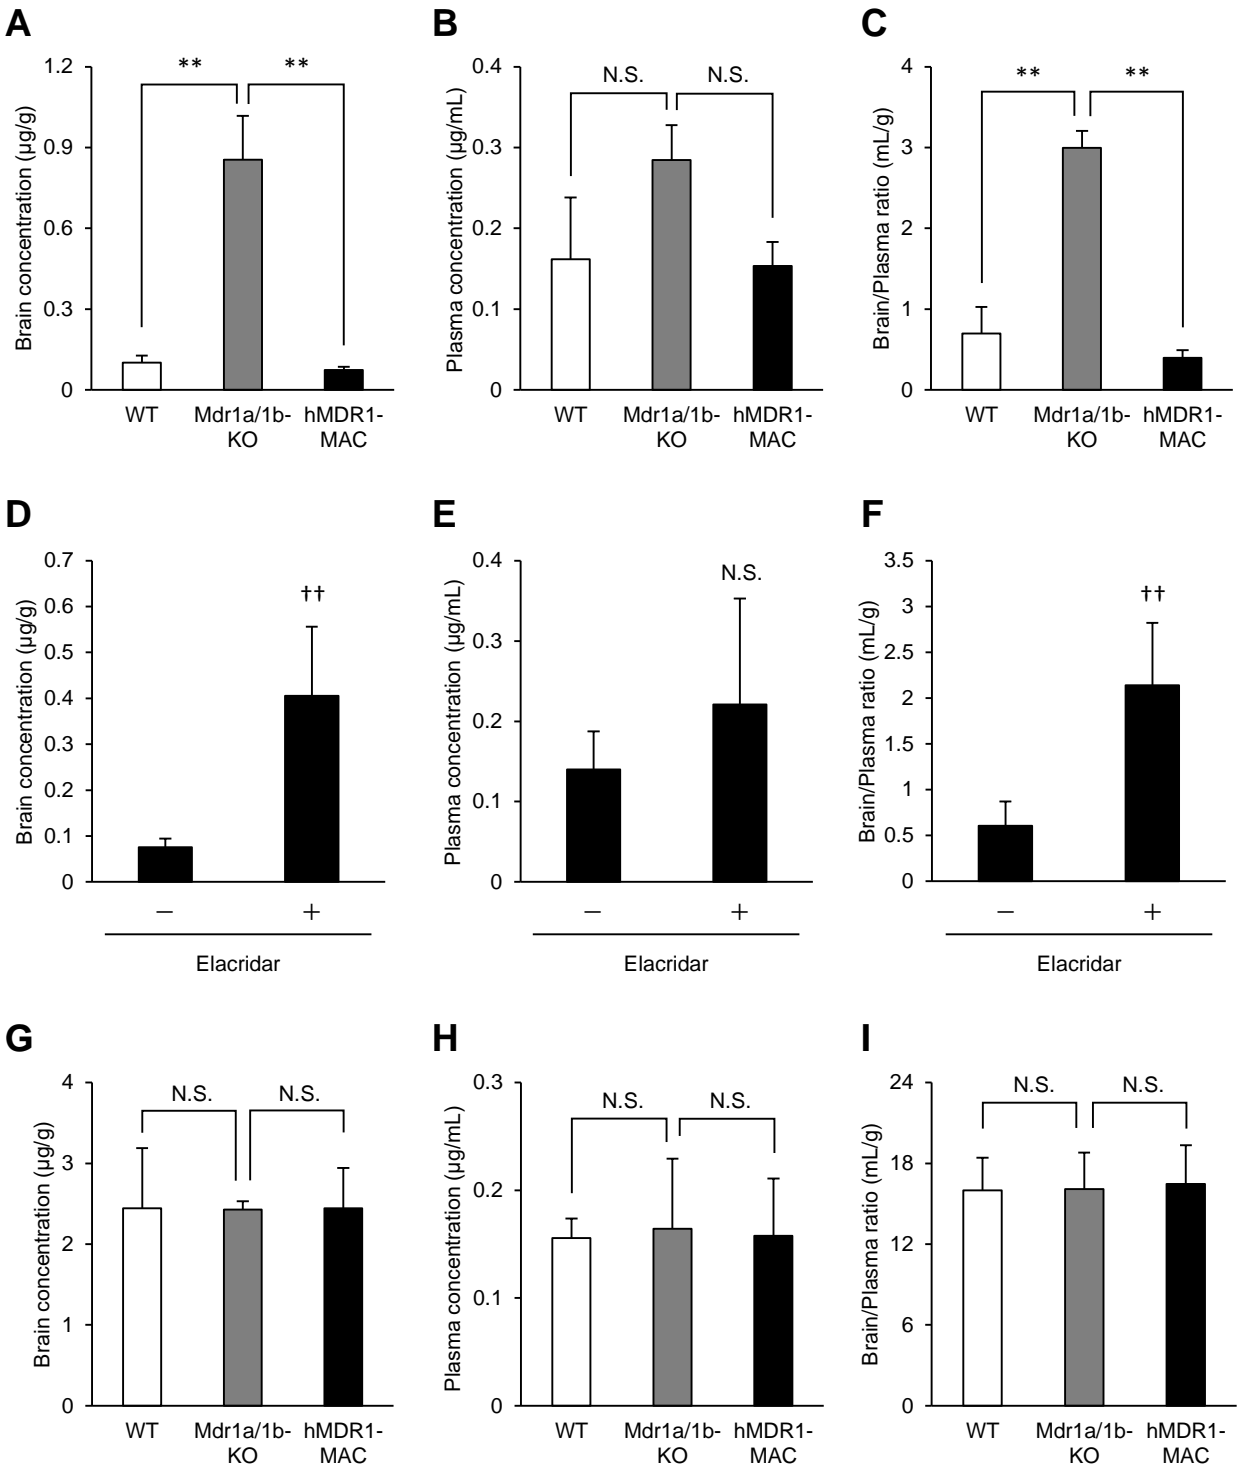 A
B
C
Brain concentration (µg/g)
1.2
0.9
0.6
0.3
0
** **
WT Mdr1a/1b-KO hMDR1-MAC
Plasma concentration (µg/mL)
0.4
0.3
0.2
0.1
0
N.S. N.S.
WT Mdr1a/1b-KO hMDR1-MAC
Brain/Plasma ratio (mL/g)
4
3
2
1
0
** **
WT Mdr1a/1b-KO hMDR1-MAC
D
E
F
Brain concentration (µg/g)
0.7
0.6
0.5
0.4
0.3
0.2
0.1
0
††
− +
Elacridar
Plasma concentration (µg/mL)
0.4
0.3
0.2
0.1
0
N.S.
− +
Elacridar
Brain/Plasma ratio (mL/g)
3.5
3
2.5
2
1.5
1
0.5
0
††
− +
Elacridar
G
H
I
Brain concentration (µg/g)
4
3
2
1
0
N.S. N.S.
WT Mdr1a/1b-KO hMDR1-MAC
Plasma concentration (µg/mL)
0.3
0.2
0.1
0
N.S. N.S.
WT Mdr1a/1b-KO hMDR1-MAC
Brain/Plasma ratio (mL/g)
24
18
12
6
0
N.S. N.S.
WT Mdr1a/1b-KO hMDR1-MAC